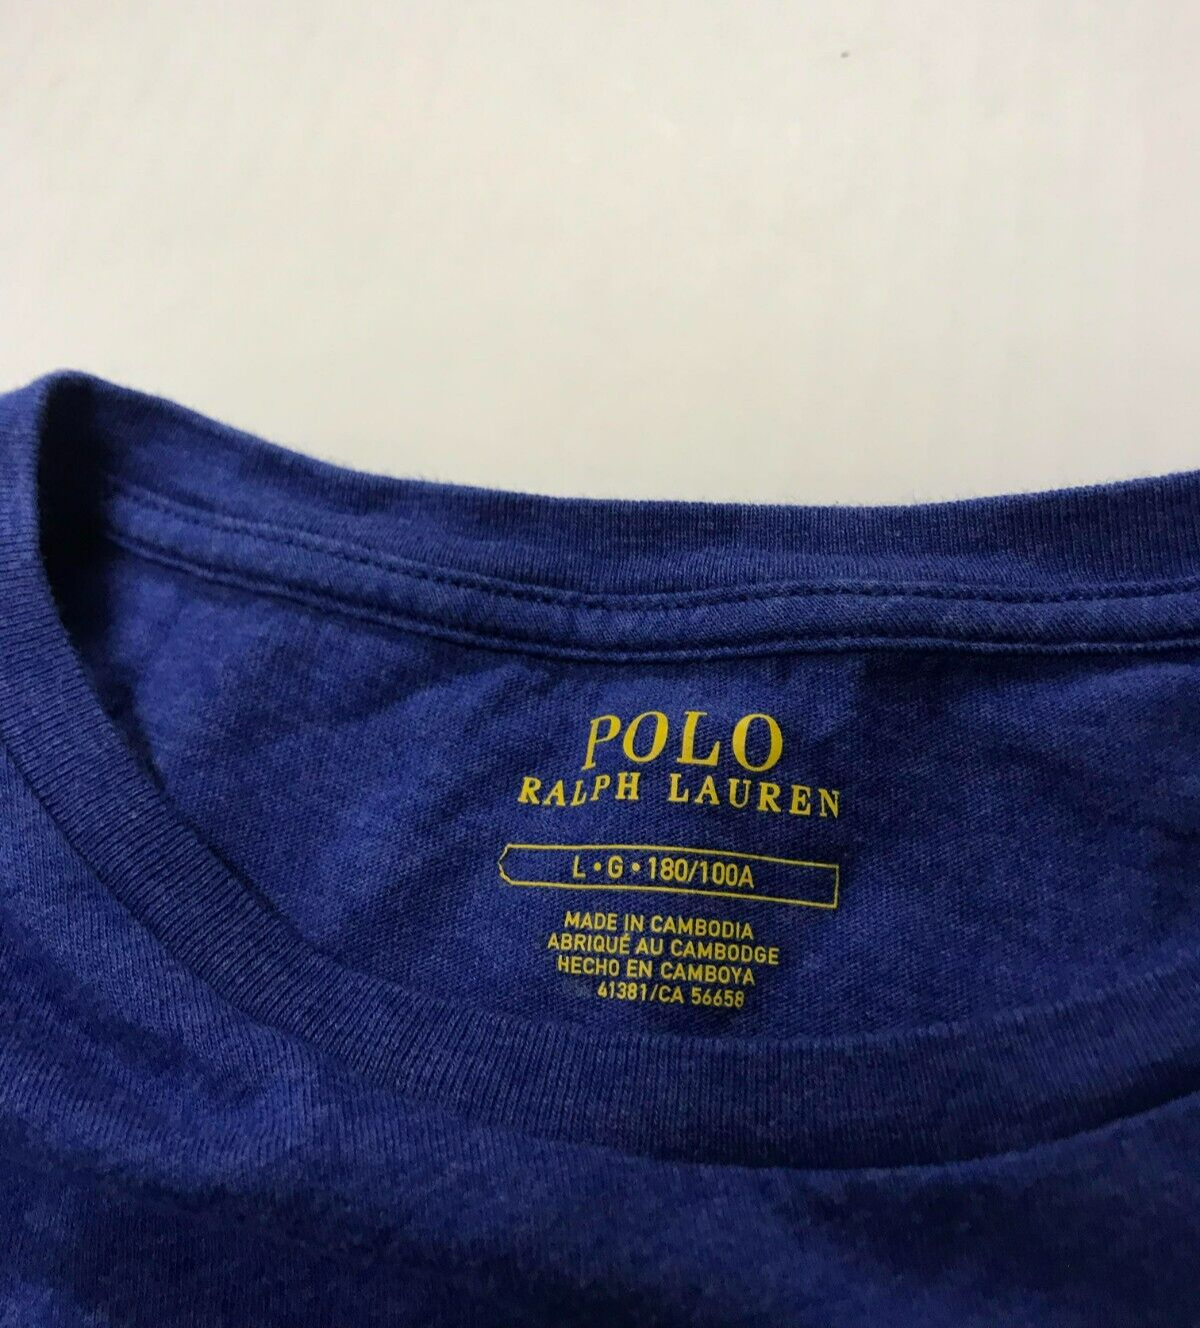 POLO
RALPH LAUREN
L • G • 180/100A
MADE IN CAMBODIA
ABRIQUÉ AU CAMBODGE
HECHO EN CAMBOYA
41381/CA 56658